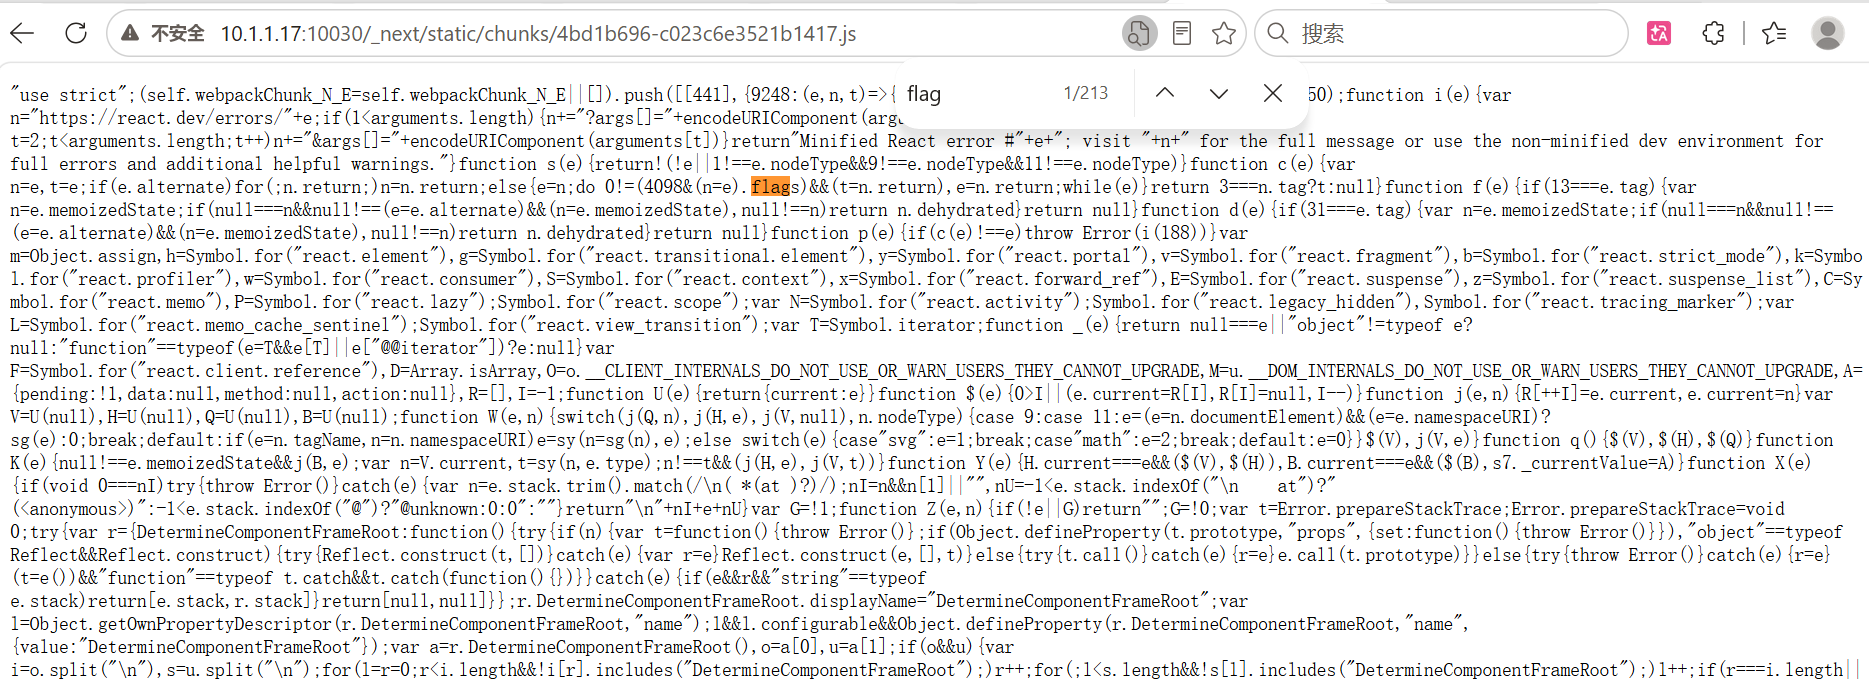 不安全 10.1.1.17:10030/_next/static/chunks/4bd1b696-c023c6e3521b1417.js
搜索
flag 1/213
"use strict";(self.webpackChunk_N_E=self.webpackChunk_N_E||[]).push([[441],{9248:(e,n,t)=>{ 50);function i(e){var
n="https://react.dev/errors/"+e;if(1<arguments.length){n+="?args[]="+encodeURIComponent(argu
t=2;t<arguments.length;t++)n+="&args[]="+encodeURIComponent(arguments[t])}return"Minified React error #"+e+"; visit "+n+" for the full message or use the non-minified dev environment for
full errors and additional helpful warnings."}function s(e){return!(!e||1!==e.nodeType&&9!==e.nodeType&&11!==e.nodeType)}function c(e){var
n=e,t=e;if(e.alternate)for(;n.return;)n=n.return;else{e=n;do 0!=(4098&(n=e).flags)&&(t=n.return),e=n.return;while(e)}return 3===n.tag?t:null}function f(e){if(13===e.tag){var
n=e.memoizedState;if(null===n&&null!==(e=e.alternate)&&(n=e.memoizedState),null!==n)return n.dehydrated}return null}function d(e){if(31===e.tag){var n=e.memoizedState;if(null===n&&null!==
(e=e.alternate)&&(n=e.memoizedState),null!==n)return n.dehydrated}return null}function p(e){if(c(e)!==e)throw Error(i(188))}var
m=Object.assign,h=Symbol.for("react.element"),g=Symbol.for("react.transitional.element"),y=Symbol.for("react.portal"),v=Symbol.for("react.fragment"),b=Symbol.for("react.strict_mode"),k=Symbo
l.for("react.profiler"),w=Symbol.for("react.consumer"),S=Symbol.for("react.context"),x=Symbol.for("react.forward_ref"),E=Symbol.for("react.suspense"),z=Symbol.for("react.suspense_list"),C=Sy
mbol.for("react.memo"),P=Symbol.for("react.lazy");Symbol.for("react.scope");var N=Symbol.for("react.activity");Symbol.for("react.legacy_hidden"),Symbol.for("react.tracing_marker");var
L=Symbol.for("react.memo_cache_sentinel");Symbol.for("react.view_transition");var T=Symbol.iterator;function _(e){return null===e||"object"!=typeof e?
null:"function"==typeof(e=T&&e[T]||e["@@iterator"])?e:null}var
F=Symbol.for("react.client.reference"),D=Array.isArray,O=o.__CLIENT_INTERNALS_DO_NOT_USE_OR_WARN_USERS_THEY_CANNOT_UPGRADE,M=u.__DOM_INTERNALS_DO_NOT_USE_OR_WARN_USERS_THEY_CANNOT_UPGRADE,A=
{pending:!1,data:null,method:null,action:null},R=[],I=-1;function U(e){return{current:e}}function $(e){0>I||(e.current=R[I],R[I]=null,I--)}function j(e,n){R[++I]=e.current,e.current=n}var
V=U(null),H=U(null),Q=U(null),B=U(null);function W(e,n){switch(j(Q,n),j(H,e),j(V,null),n.nodeType){case 9:case 11:e=(e=n.documentElement)&&(e=e.namespaceURI)?
sg(e):0;break;default:if(e=n.tagName,n=n.namespaceURI)e=sy(n=sg(n),e);else switch(e){case"svg":e=1;break;case"math":e=2;break;default:e=0}}$(V),j(V,e)}function q(){$(V),$(H),$(Q)}function
K(e){null!==e.memoizedState&&j(B,e);var n=V.current,t=sy(n,e.type);n!==t&&(j(H,e),j(V,t))}function Y(e){H.current===e&&($(V),$(H)),B.current===e&&($(B),s7._currentValue=A)}function X(e)
{if(void 0===nI)try{throw Error()}catch(e){var n=e.stack.trim().match(/\n( *(at )?)/);nI=n&&n[1]||"",nU=-1<e.stack.indexOf("\n    at")?"
(<anonymous>)":-1<e.stack.indexOf("@")?"@unknown:0:0":""}return"\n"+nI+e+nU}var G=!1;function Z(e,n){if(!e||G)return"";G=!0;var t=Error.prepareStackTrace;Error.prepareStackTrace=void
0;try{var r={DetermineComponentFrameRoot:function(){try{if(n){var t=function(){throw Error()};if(Object.defineProperty(t.prototype,"props",{set:function(){throw Error()}}),"object"==typeof
Reflect&&Reflect.construct){try{Reflect.construct(t,[])}catch(e){var r=e}Reflect.construct(e,[],t)}else{try{t.call()}catch(e){r=e}e.call(t.prototype)}}else{try{throw Error()}catch(e){r=e}
(t=e())&&"function"==typeof t.catch&&t.catch(function(){})}}catch(e){if(e&&r&&"string"==typeof
e.stack)return[e.stack,r.stack]}return[null,null]}};r.DetermineComponentFrameRoot.displayName="DetermineComponentFrameRoot";var
l=Object.getOwnPropertyDescriptor(r.DetermineComponentFrameRoot,"name");l&&l.configurable&&Object.defineProperty(r.DetermineComponentFrameRoot,"name",
{value:"DetermineComponentFrameRoot"});var a=r.DetermineComponentFrameRoot(),o=a[0],u=a[1];if(o&&u){var
i=o.split("\n"),s=u.split("\n");for(l=r=0;r<i.length&&!i[r].includes("DetermineComponentFrameRoot");)r++;for(;l<s.length&&!s[l].includes("DetermineComponentFrameRoot");)l++;if(r===i.length||